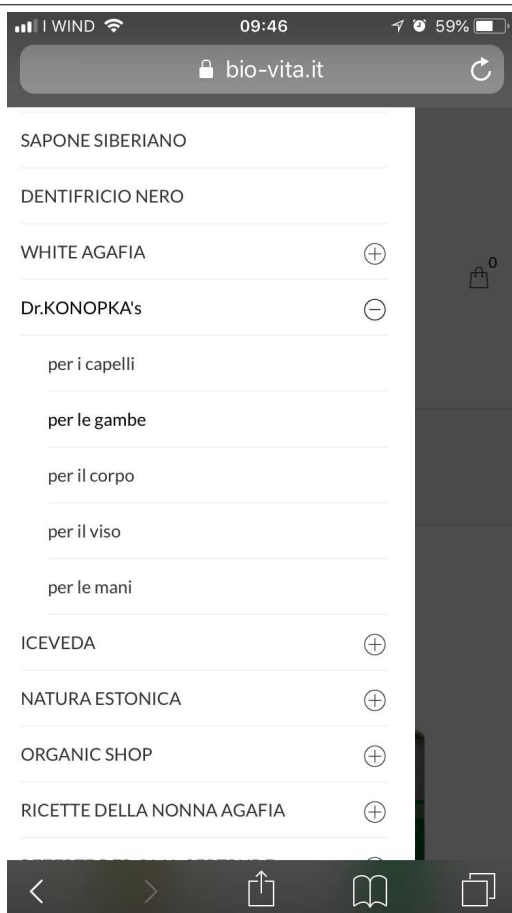 I WIND 09:46 59%
bio-vita.it
SAPONE SIBERIANO
DENTIFRICIO NERO
WHITE AGAFIA
0
Dr.KONOPKA's
per i capelli
per le gambe
per il corpo
per il viso
per le mani
ICEVEDA
NATURA ESTONICA
ORGANIC SHOP
RICETTE DELLA NONNA AGAFIA